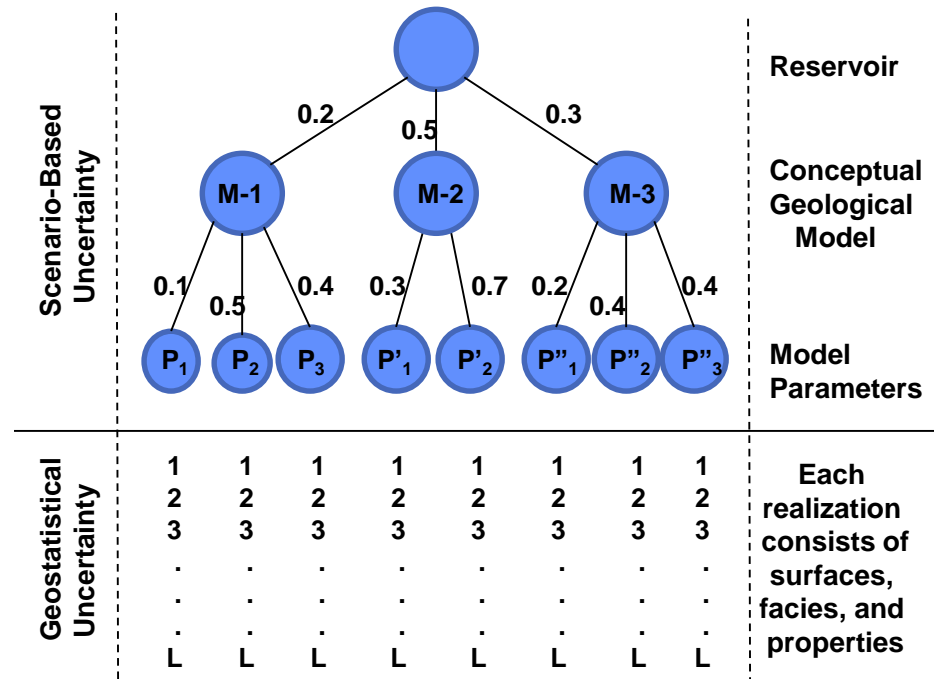 Scenario-Based
Uncertainty
Reservoir
0.2
0.5
0.3
M-1
M-2
M-3
Conceptual
Geological
Model
0.1
0.5
0.4
0.3
0.7
0.2
0.4
0.4
P1
P2
P3
P'1
P'2
P"1
P"2
P"3
Model
Parameters
Geostatistical
Uncertainty
1 1 1 1 1 1 1 1
2 2 2 2 2 2 2 2
3 3 3 3 3 3 3 3
. . . . . . . .
. . . . . . . .
. . . . . . . .
L L L L L L L L
Each
realization
consists of
surfaces,
facies, and
properties